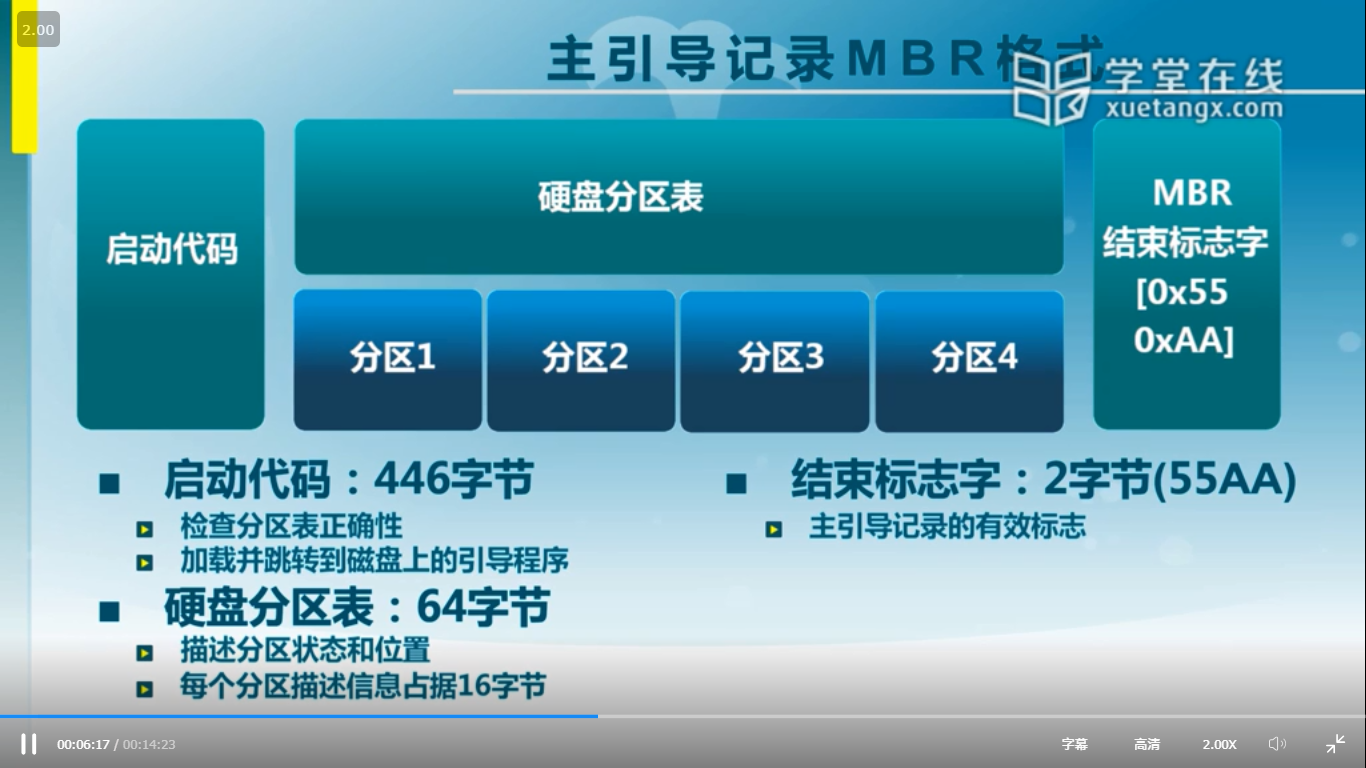 2.00
主引导记录MBR格式
学堂在线
xuetangx.com
启动代码
硬盘分区表
分区1
分区2
分区3
分区4
MBR
结束标志字
[0x55
0xAA]
启动代码：446字节
检查分区表正确性
加载并跳转到磁盘上的引导程序
硬盘分区表：64字节
描述分区状态和位置
每个分区描述信息占据16字节
结束标志字：2字节(55AA)
主引导记录的有效标志
00:06:17 / 00:14:23
字幕
高清
2.00X